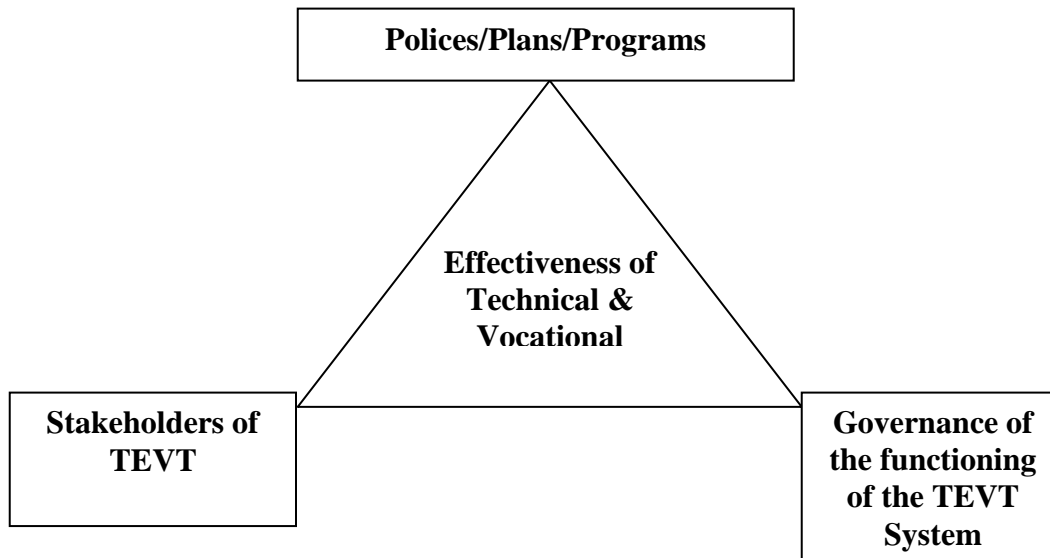 Polices/Plans/Programs
Effectiveness of
Technical &
Vocational
Stakeholders of
TEVT
Governance of
the functioning
of the TEVT
System